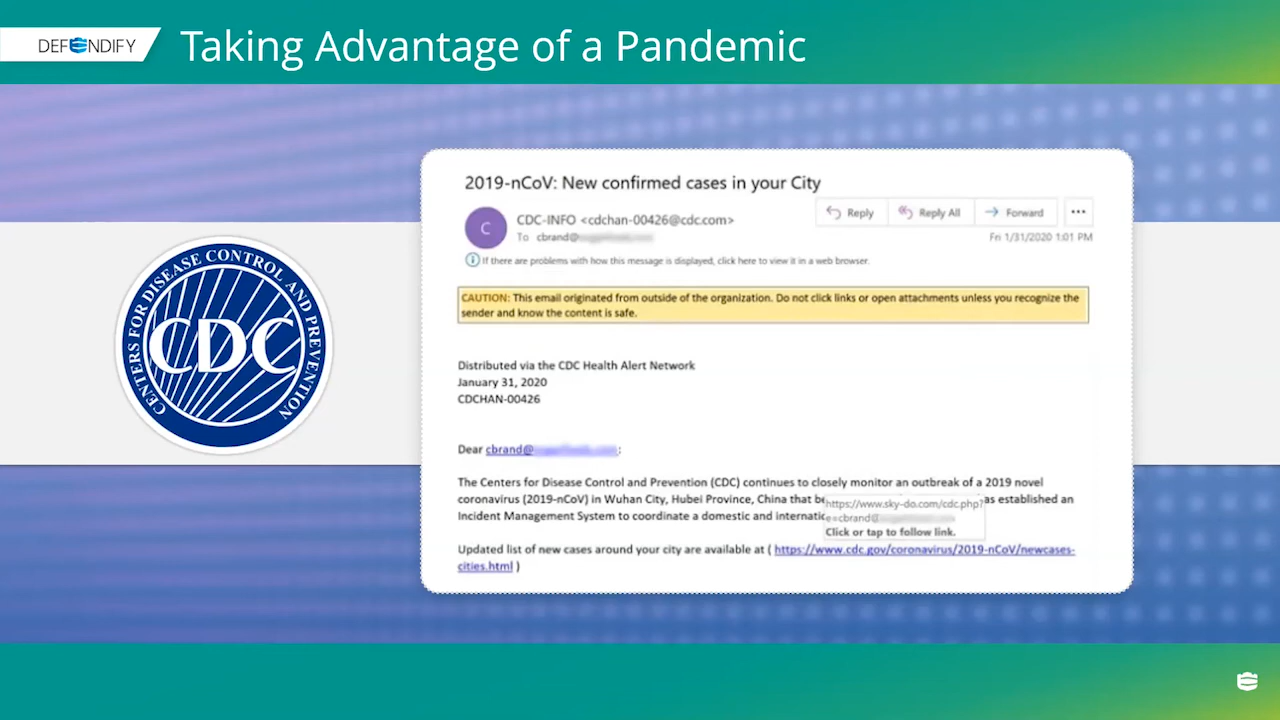 DEFENDIFY
Taking Advantage of a Pandemic
CENTERS FOR DISEASE CONTROL AND PREVENTION
CDC
2019-nCoV: New confirmed cases in your City
C
CDC-INFO <cdchan-00426@cdc.com>
Reply
Reply All
Forward
To cbrand@
Fri 1/31/2020 1:01 PM
If there are problems with how this message is displayed, click here to view it in a web browser.
CAUTION: This email originated from outside of the organization. Do not click links or open attachments unless you recognize the
sender and know the content is safe.
Distributed via the CDC Health Alert Network
January 31, 2020
CDCHAN-00426
Dear cbrand@ :
The Centers for Disease Control and Prevention (CDC) continues to closely monitor an outbreak of a 2019 novel
coronavirus (2019-nCoV) in Wuhan City, Hubei Province, China that be as established an
Incident Management System to coordinate a domestic and internatio
https://www.sky-do.com/cdc.php?
e=cbrand@
Click or tap to follow link.
Updated list of new cases around your city are available at ( https://www.cdc.gov/coronavirus/2019-nCoV/newcases-
cities.html )